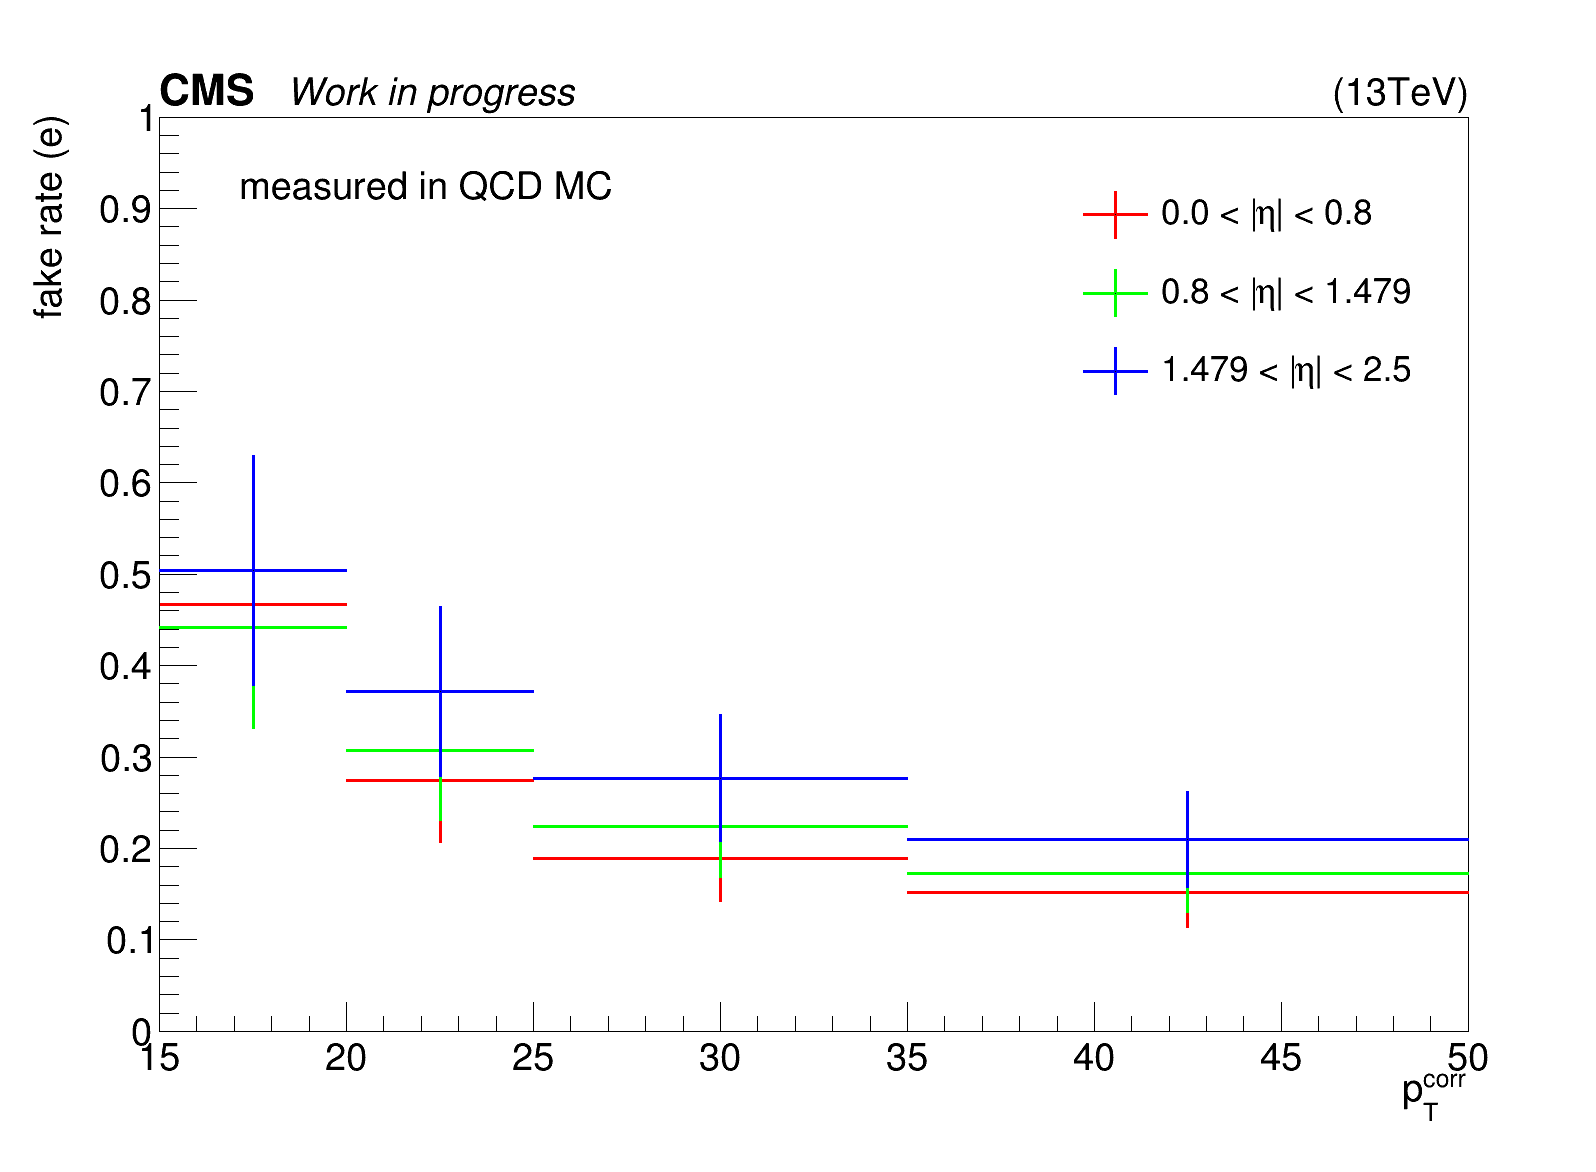 CMS Work in progress (13TeV)
fake rate (e)
measured in QCD MC
0.0 < |η| < 0.8
0.8 < |η| < 1.479
1.479 < |η| < 2.5
1
0.9
0.8
0.7
0.6
0.5
0.4
0.3
0.2
0.1
0
15 20 25 30 35 40 45 50
p_T^corr